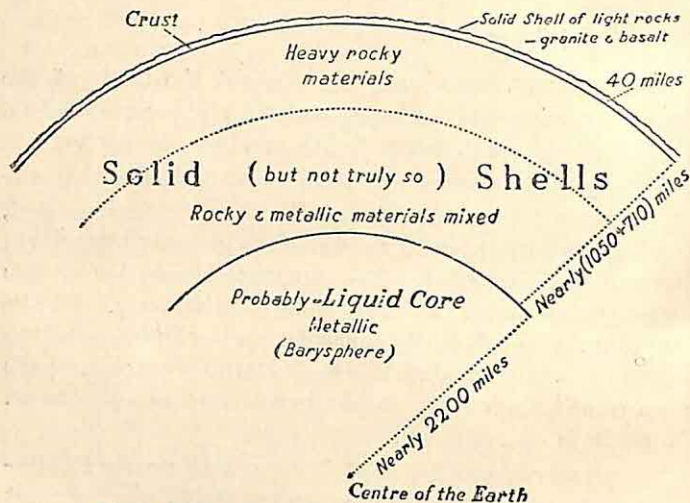 Crust
Solid Shell of light rocks
– granite & basalt
Heavy rocky
materials
40 miles
Solid (but not truly so) Shells
Rocky & metallic materials mixed
Nearly (1050+710) miles
Probably-Liquid Core
Metallic
(Barysphere)
Nearly 2200 miles
Centre of the Earth